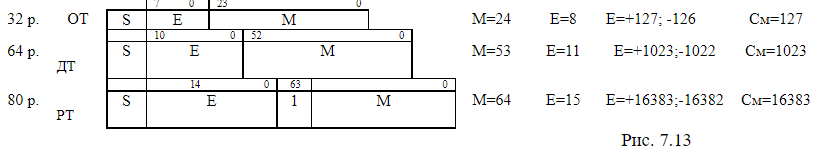 7 0 23 0
32 р. ОТ S E M M=24 E=8 E=+127; -126 См=127
10 0 52 0
64 р. S E M M=53 E=11 E=+1023;-1022 См=1023
ДТ
14 0 63 0
80 р. S E 1 M M=64 E=15 E=+16383;-16382 См=16383
РТ
Рис. 7.13